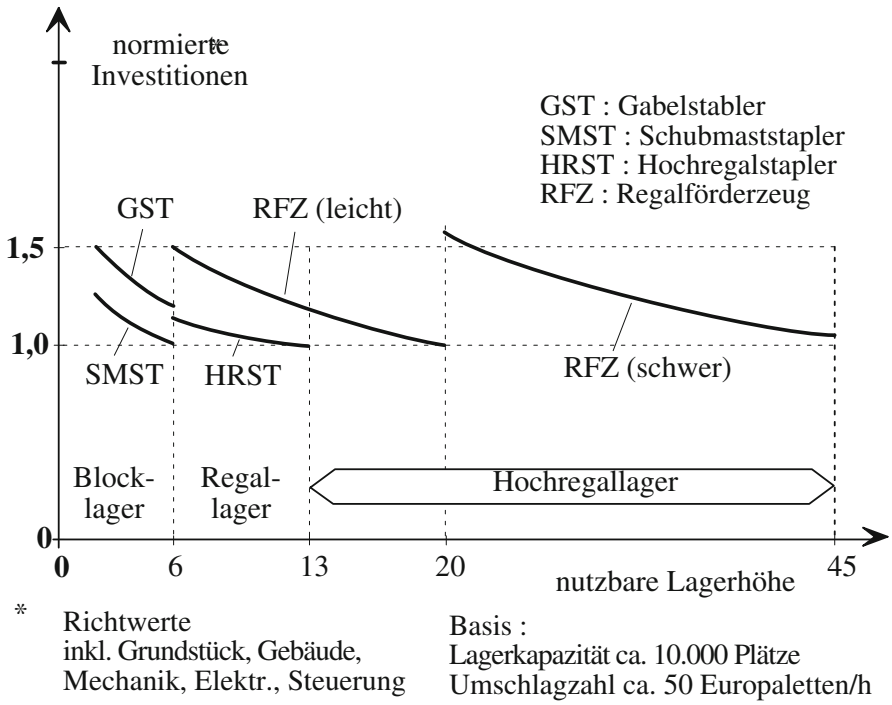 normierte*
Investitionen
GST : Gabelstabler
SMST : Schubmaststapler
HRST : Hochregalstapler
RFZ : Regalförderzeug
GST
RFZ (leicht)
1,5
1,0
SMST
HRST
RFZ (schwer)
Block-
lager
Regal-
lager
Hochregallager
0
0
6
13
20
nutzbare Lagerhöhe
45
* Richtwerte
inkl. Grundstück, Gebäude,
Mechanik, Elektr., Steuerung
Basis :
Lagerkapazität ca. 10.000 Plätze
Umschlagzahl ca. 50 Europaletten/h